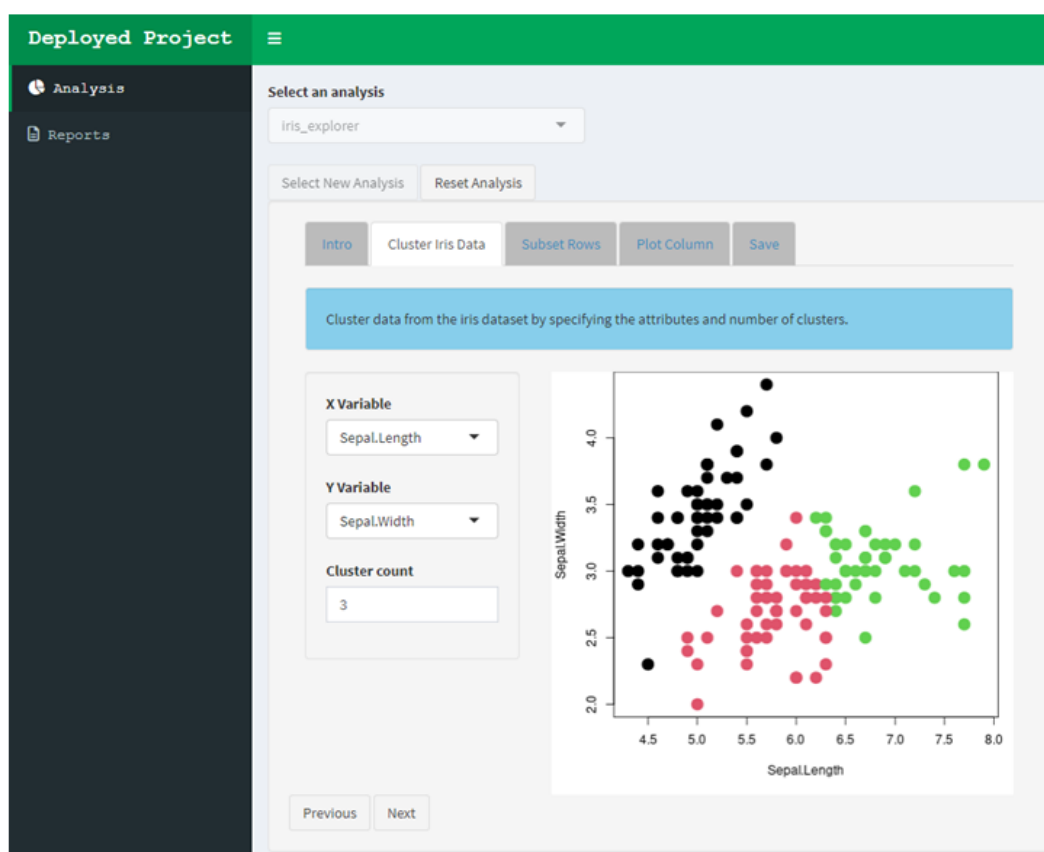 Deployed Project
Analysis
Reports
Select an analysis
iris_explorer
Select New Analysis Reset Analysis
Intro Cluster Iris Data Subset Rows Plot Column Save
Cluster data from the iris dataset by specifying the attributes and number of clusters.
X Variable
Sepal.Length
Y Variable
Sepal.Width
Cluster count
3
Sepal.Width
4.0
3.5
3.0
2.5
2.0
4.5 5.0 5.5 6.0 6.5 7.0 7.5 8.0
Sepal.Length
Previous Next